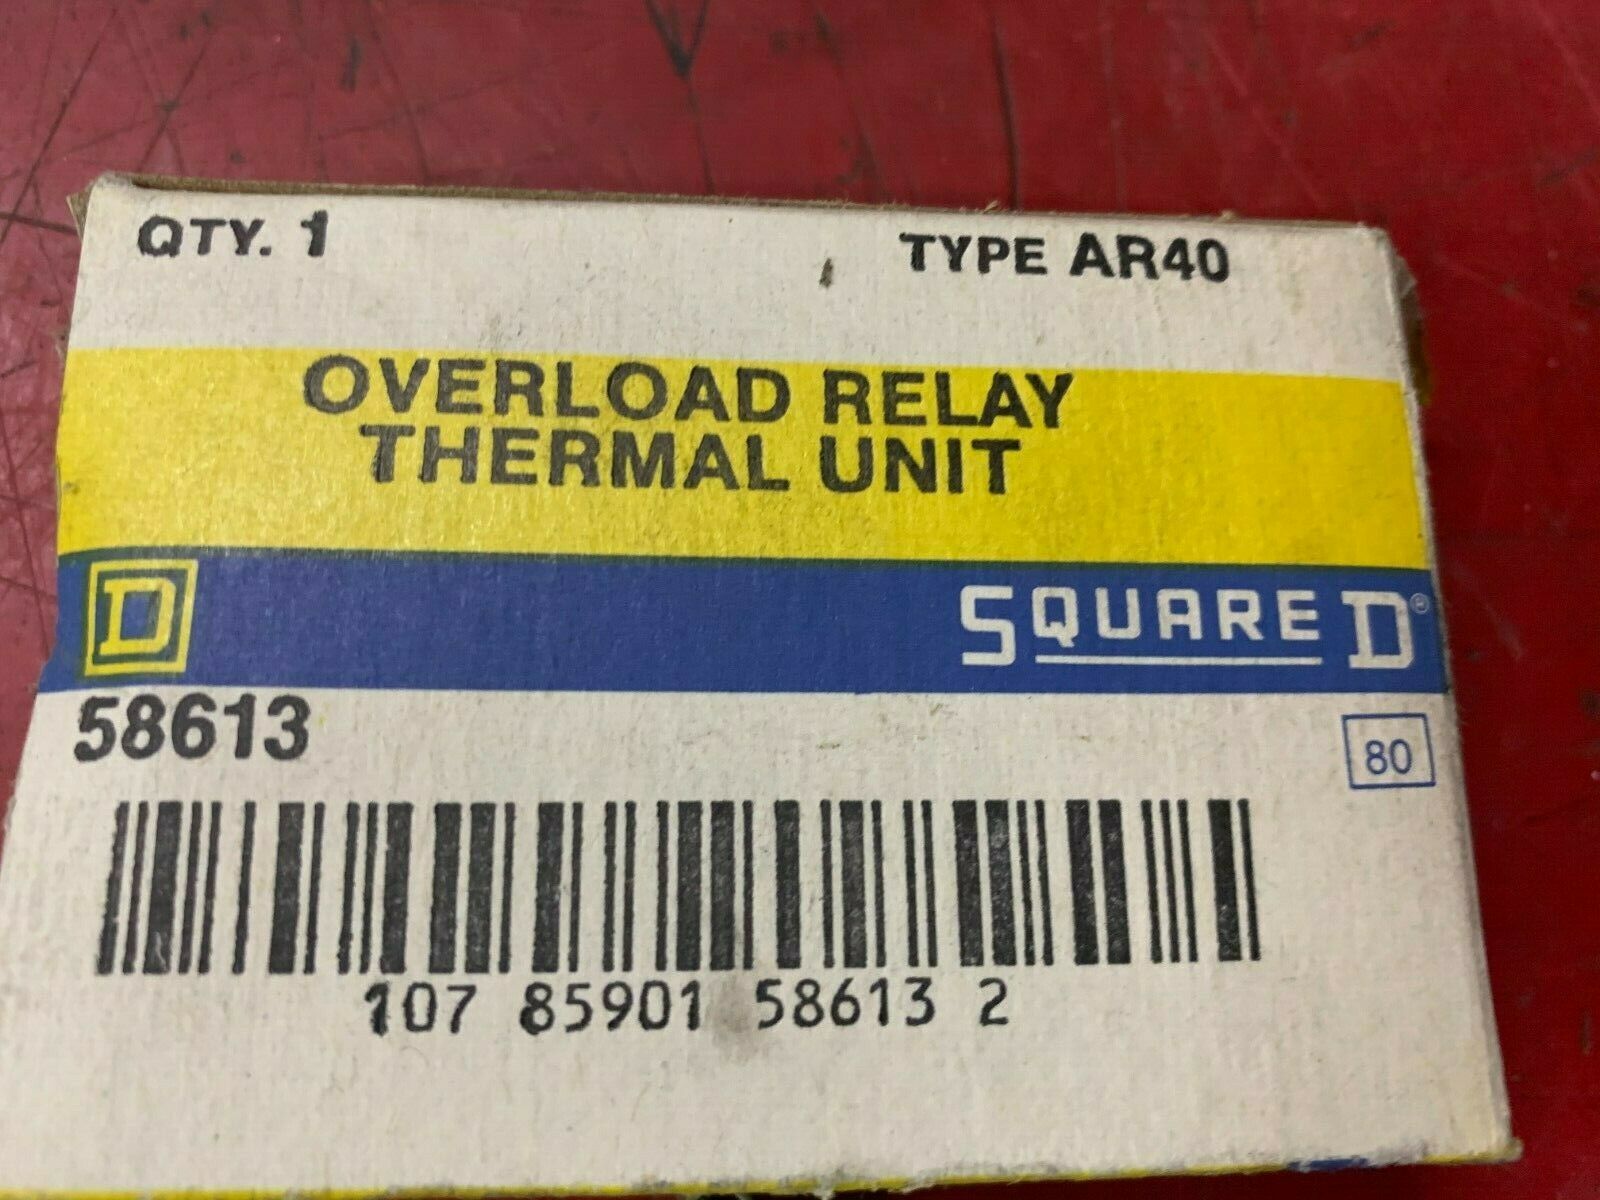 QTY. 1 TYPE AR40
OVERLOAD RELAY
THERMAL UNIT
D SQUARE D®
58613
80
107 85901 58613 2